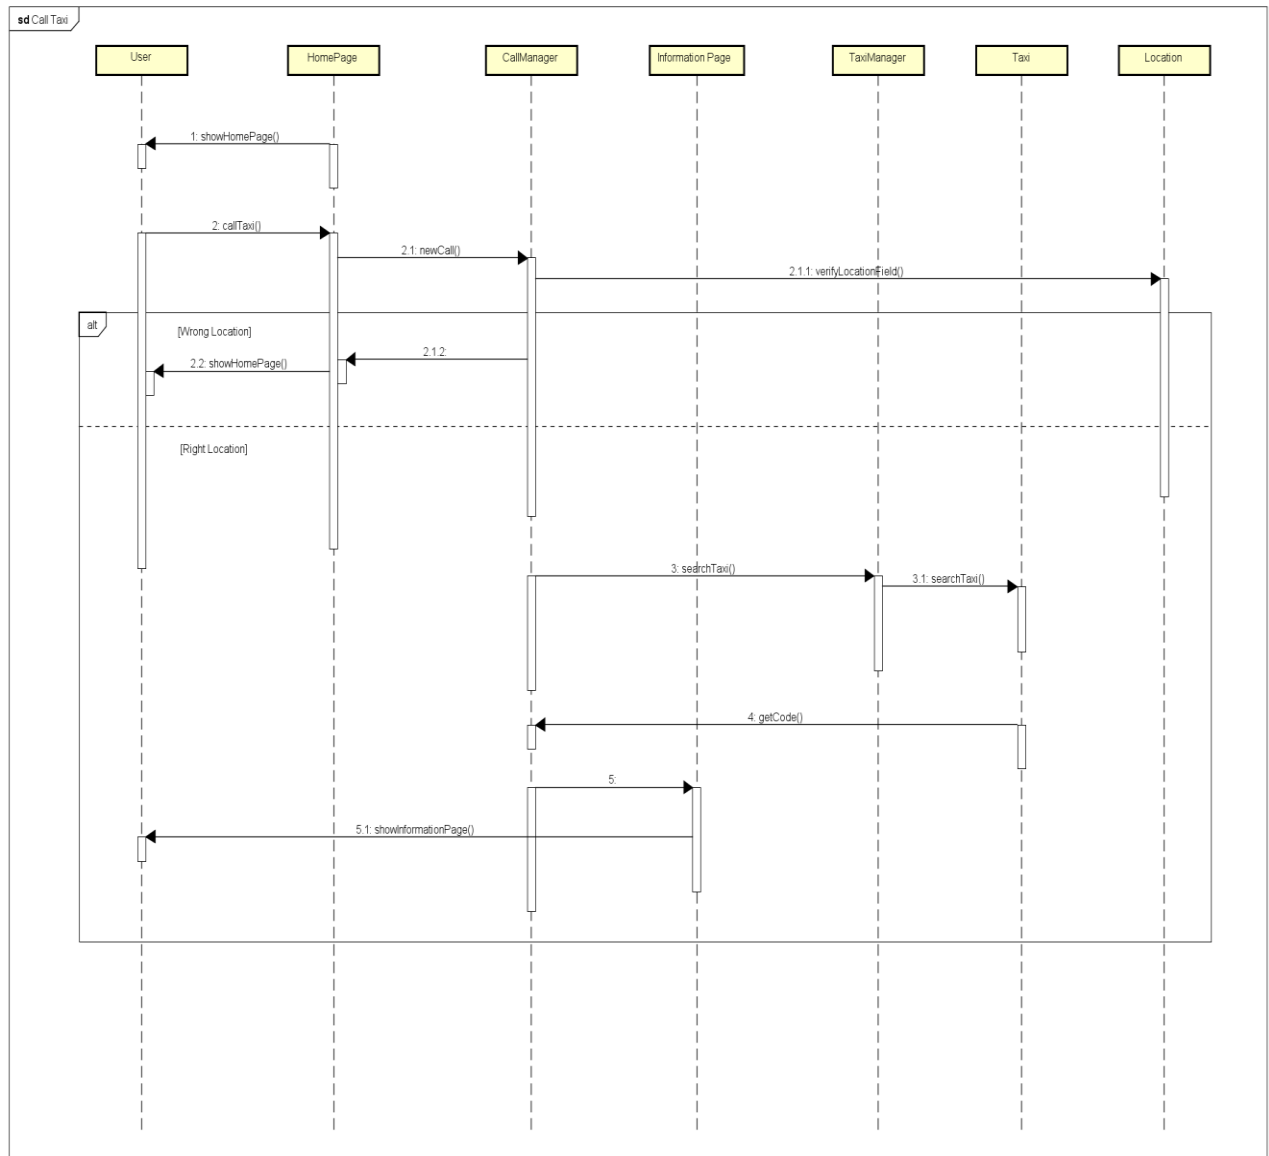 sd Call Taxi
User
HomePage
CallManager
Information Page
TaxiManager
Taxi
Location
1: showHomePage()
2: callTaxi()
2.1: newCall()
2.1.1: verifyLocationField()
alt
[Wrong Location]
2.1.2:
2.2: showHomePage()
[Right Location]
3: searchTaxi()
3.1: searchTaxi()
4: getCode()
5:
5.1: showInformationPage()